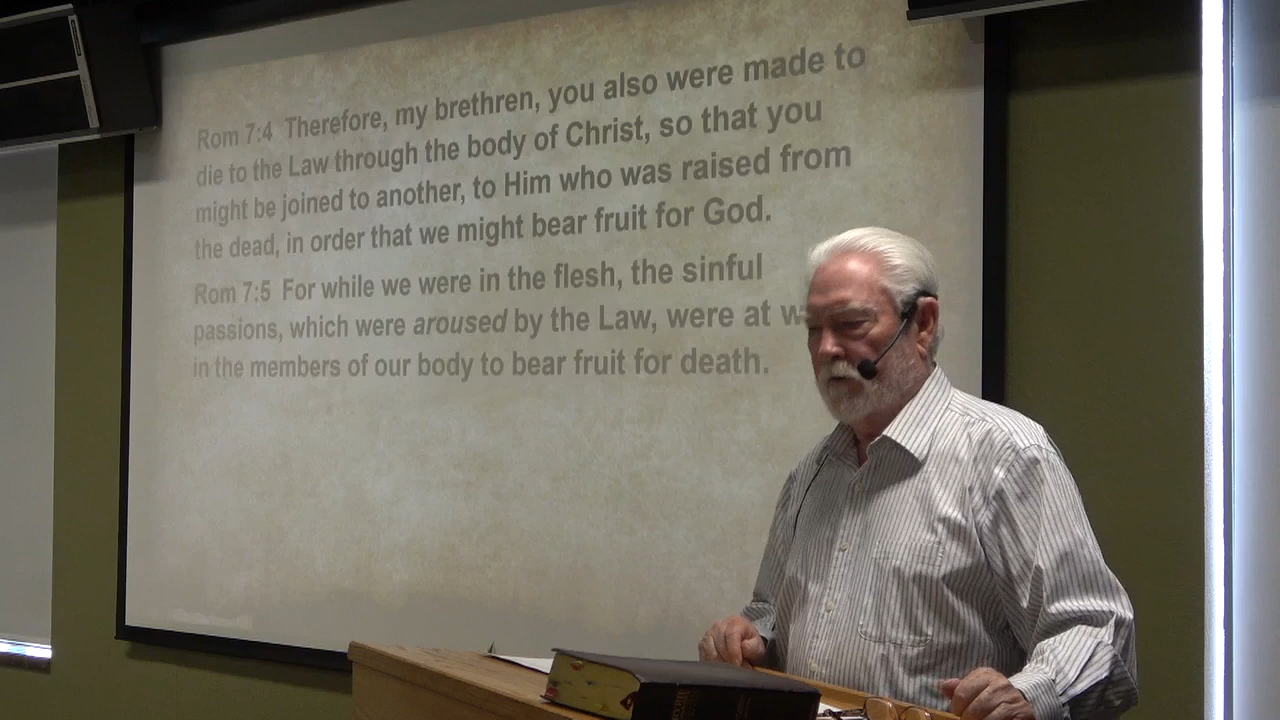 Rom 7:4 Therefore, my brethren, you also were made to
die to the Law through the body of Christ, so that you
might be joined to another, to Him who was raised from
the dead, in order that we might bear fruit for God.
Rom 7:5 For while we were in the flesh, the sinful
passions, which were aroused by the Law, were at
in the members of our body to bear fruit for death.